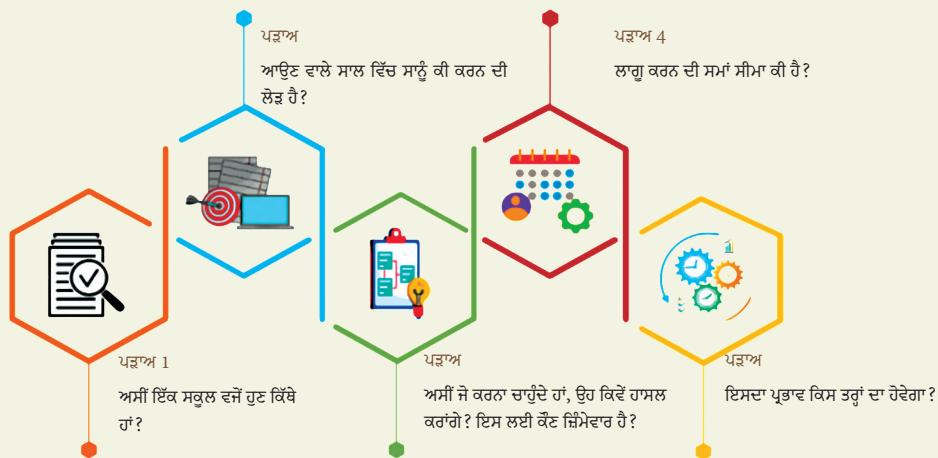 ਪੜਾਅ 1
ਅਸੀਂ ਇੱਕ ਸਕੂਲ ਵਜੋਂ ਹੁਣ ਕਿੱਥੇ
ਹਾਂ?
ਪੜਾਅ
ਆਉਣ ਵਾਲੇ ਸਾਲ ਵਿੱਚ ਸਾਨੂੰ ਕੀ ਕਰਨ ਦੀ
ਲੋੜ ਹੈ?
ਪੜਾਅ
ਅਸੀਂ ਜੋ ਕਰਨਾ ਚਾਹੁੰਦੇ ਹਾਂ, ਉਹ ਕਿਵੇਂ ਹਾਸਲ
ਕਰਾਂਗੇ? ਇਸ ਲਈ ਕੌਣ ਜ਼ਿੰਮੇਵਾਰ ਹੈ?
ਪੜਾਅ 4
ਲਾਗੂ ਕਰਨ ਦੀ ਸਮਾਂ ਸੀਮਾ ਕੀ ਹੈ?
ਪੜਾਅ
ਇਸਦਾ ਪ੍ਰਭਾਵ ਕਿਸ ਤਰ੍ਹਾਂ ਦਾ ਹੋਵੇਗਾ?